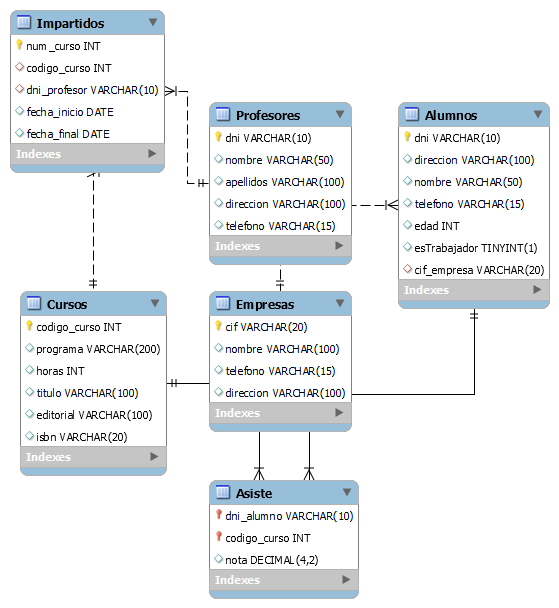 Impartidos
num_curso INT
codigo_curso INT
dni_profesor VARCHAR(10)
fecha_inicio DATE
fecha_final DATE
Indexes
Profesores
dni VARCHAR(10)
nombre VARCHAR(50)
apellidos VARCHAR(100)
direccion VARCHAR(100)
telefono VARCHAR(15)
Indexes
Alumnos
dni VARCHAR(10)
direccion VARCHAR(100)
nombre VARCHAR(50)
telefono VARCHAR(15)
edad INT
esTrabajador TINYINT(1)
cif_empresa VARCHAR(20)
Indexes
Cursos
codigo_curso INT
programa VARCHAR(200)
horas INT
titulo VARCHAR(100)
editorial VARCHAR(100)
isbn VARCHAR(20)
Indexes
Empresas
cif VARCHAR(20)
nombre VARCHAR(100)
telefono VARCHAR(15)
direccion VARCHAR(100)
Indexes
Asiste
dni_alumno VARCHAR(10)
codigo_curso INT
nota DECIMAL(4,2)
Indexes